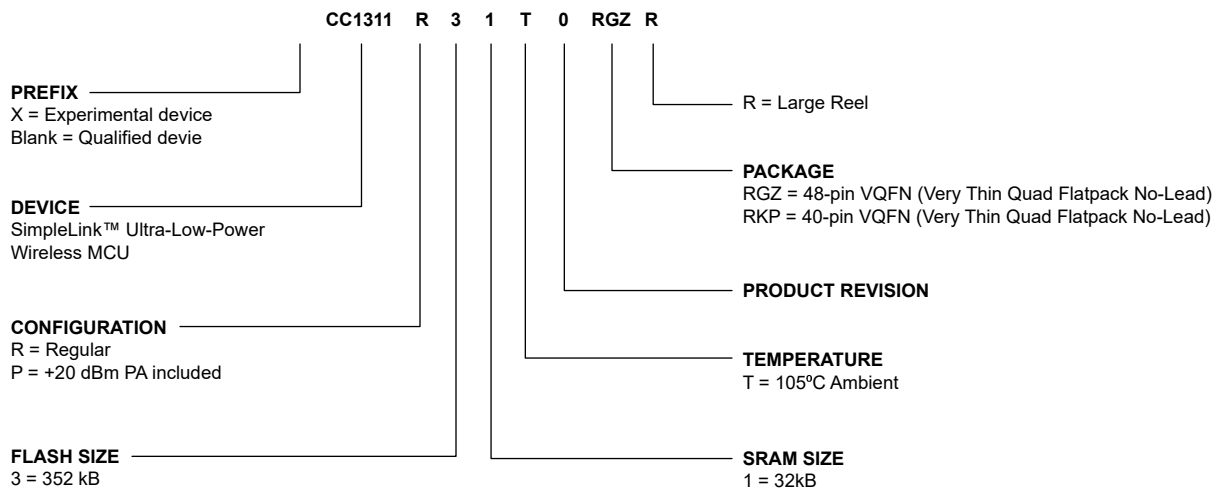 CC1311 R 3 1 T 0 RGZ R
PREFIX
X = Experimental device
Blank = Qualified devie
DEVICE
SimpleLink™ Ultra-Low-Power
Wireless MCU
CONFIGURATION
R = Regular
P = +20 dBm PA included
FLASH SIZE
3 = 352 kB
R = Large Reel
PACKAGE
RGZ = 48-pin VQFN (Very Thin Quad Flatpack No-Lead)
RKP = 40-pin VQFN (Very Thin Quad Flatpack No-Lead)
PRODUCT REVISION
TEMPERATURE
T = 105ºC Ambient
SRAM SIZE
1 = 32kB